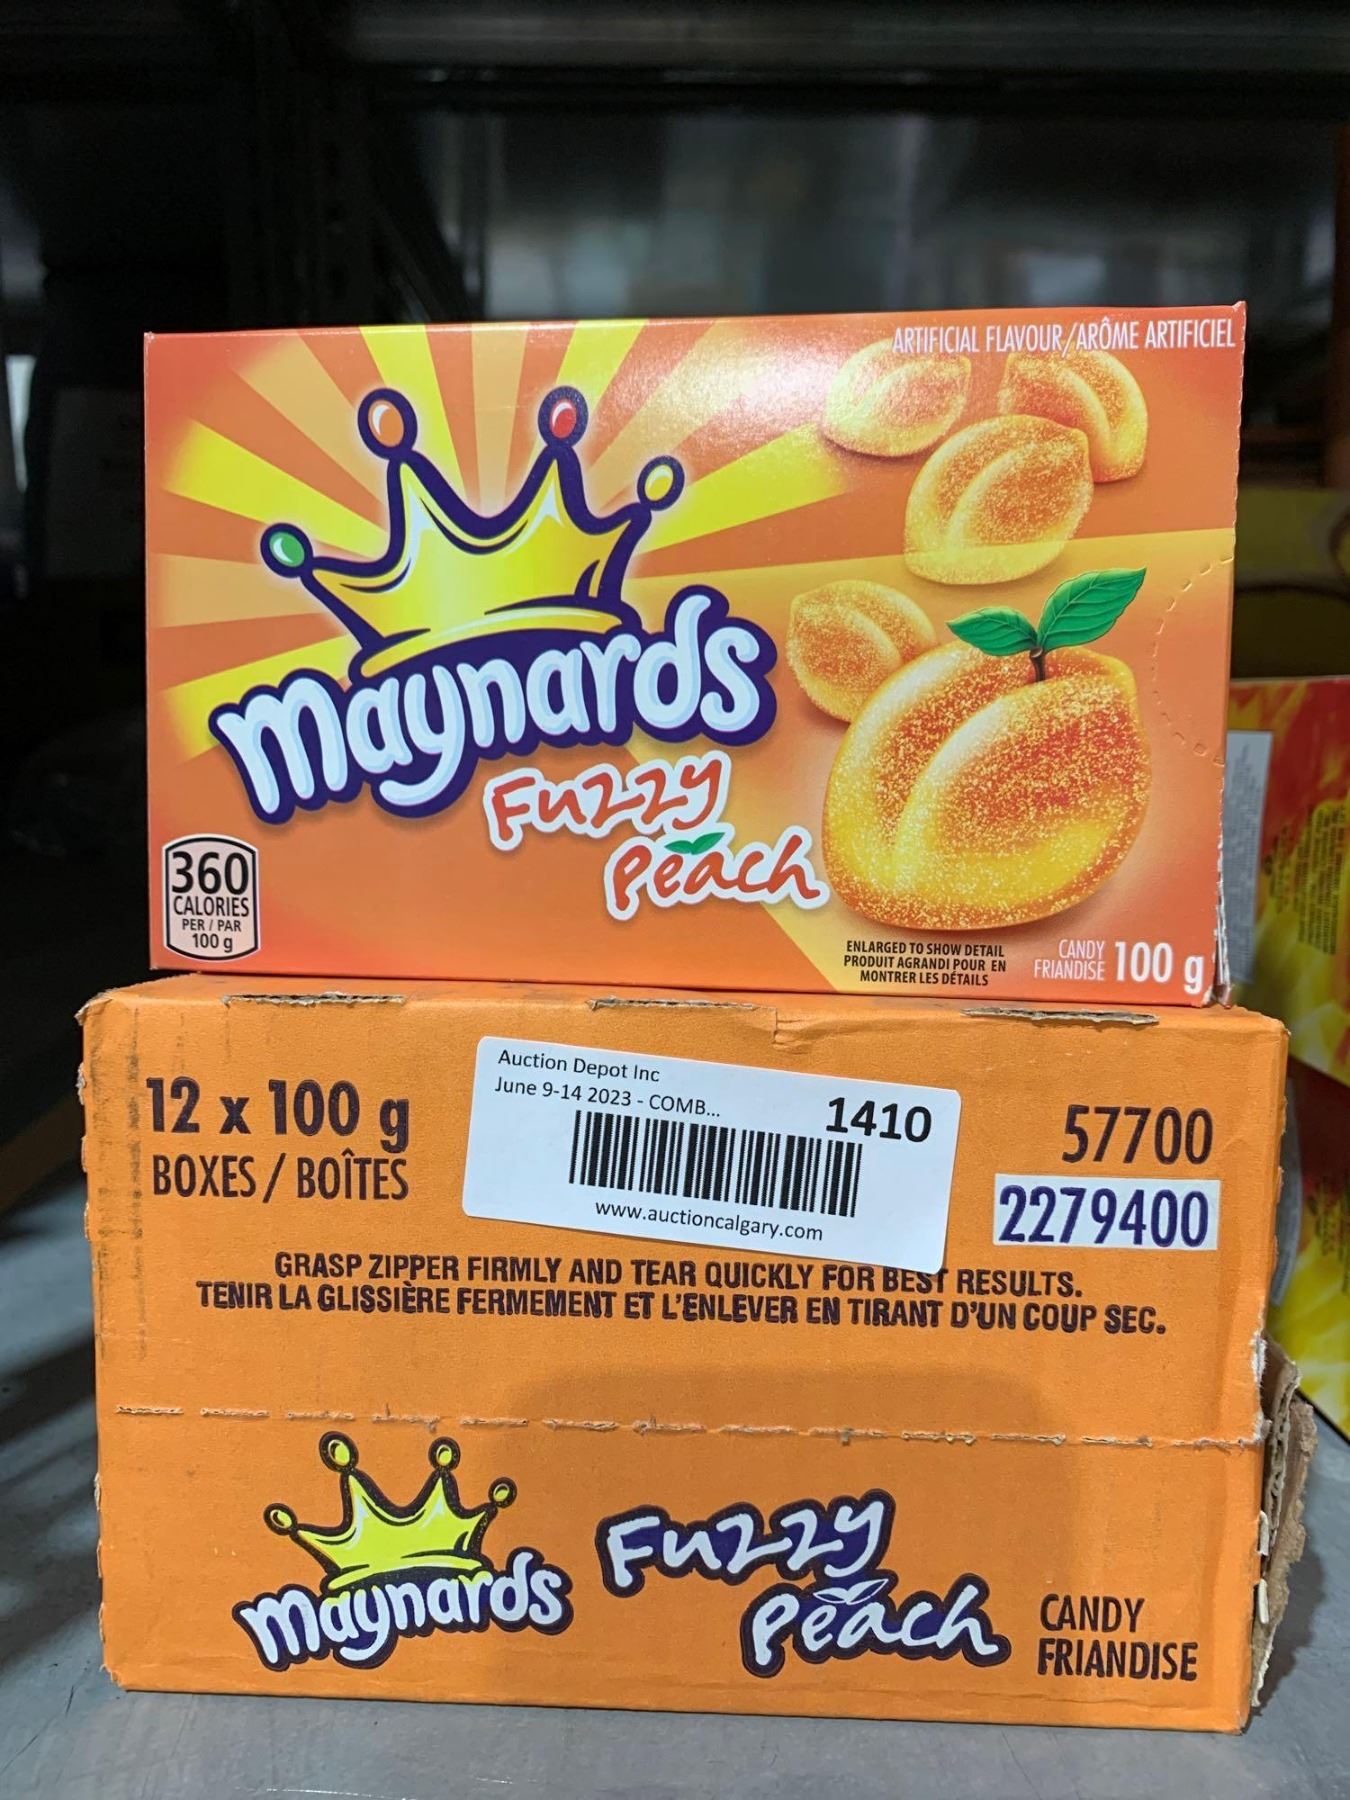 ARTIFICIAL FLAVOUR/ARÔME ARTIFICIEL
Maynards
Fuzzy
Peach
360
CALORIES
PER / PAR
100 g
ENLARGED TO SHOW DETAIL
PRODUIT AGRANDI POUR EN
MONTRER LES DÉTAILS
CANDY
FRIANDISE
100 g
12 x 100 g
BOXES / BOÎTES
Auction Depot Inc
June 9-14 2023 - COMB...
1410
www.auctioncalgary.com
57700
2279400
GRASP ZIPPER FIRMLY AND TEAR QUICKLY FOR BEST RESULTS.
TENIR LA GLISSIÈRE FERMEMENT ET L'ENLEVER EN TIRANT D'UN COUP SEC.
Maynards
Fuzzy
Peach
CANDY
FRIANDISE